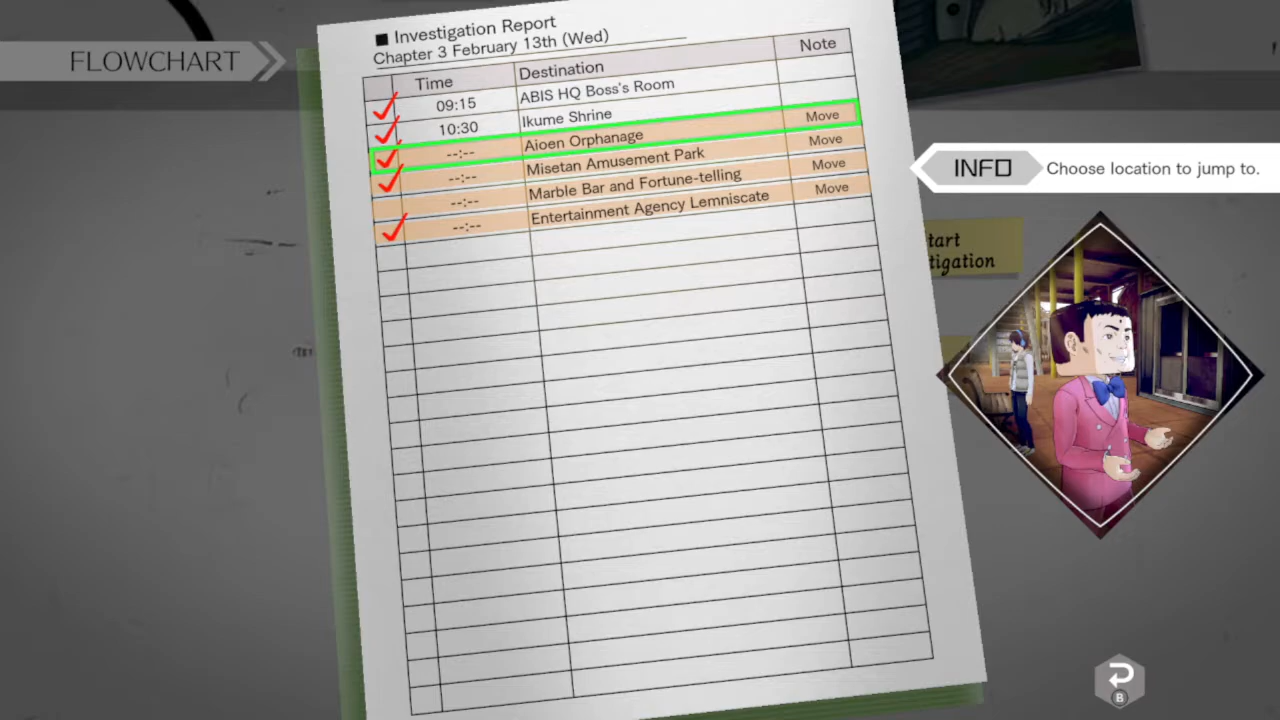 FLOWCHART
■ Investigation Report
Chapter 3 February 13th (Wed)
Time Destination Note
09:15 ABIS HQ Boss's Room
10:30 Ikume Shrine
--:-- Aioen Orphanage Move
--:-- Misetan Amusement Park Move
--:-- Marble Bar and Fortune-telling Move
--:-- Entertainment Agency Lemniscate Move
INFO Choose location to jump to.
tart
tigation
B